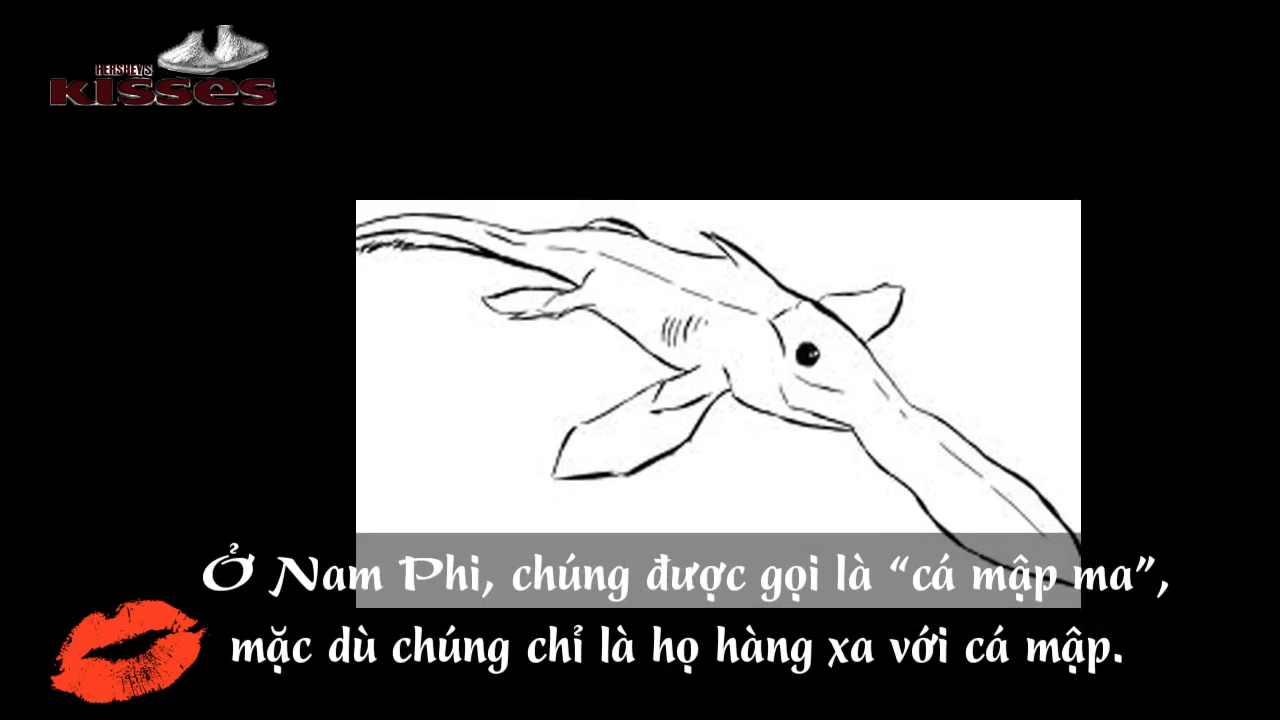 HERSHEY'S
KISSES
Ở Nam Phi, chúng được gọi là “cá mập ma”,
mặc dù chúng chỉ là họ hàng xa với cá mập.